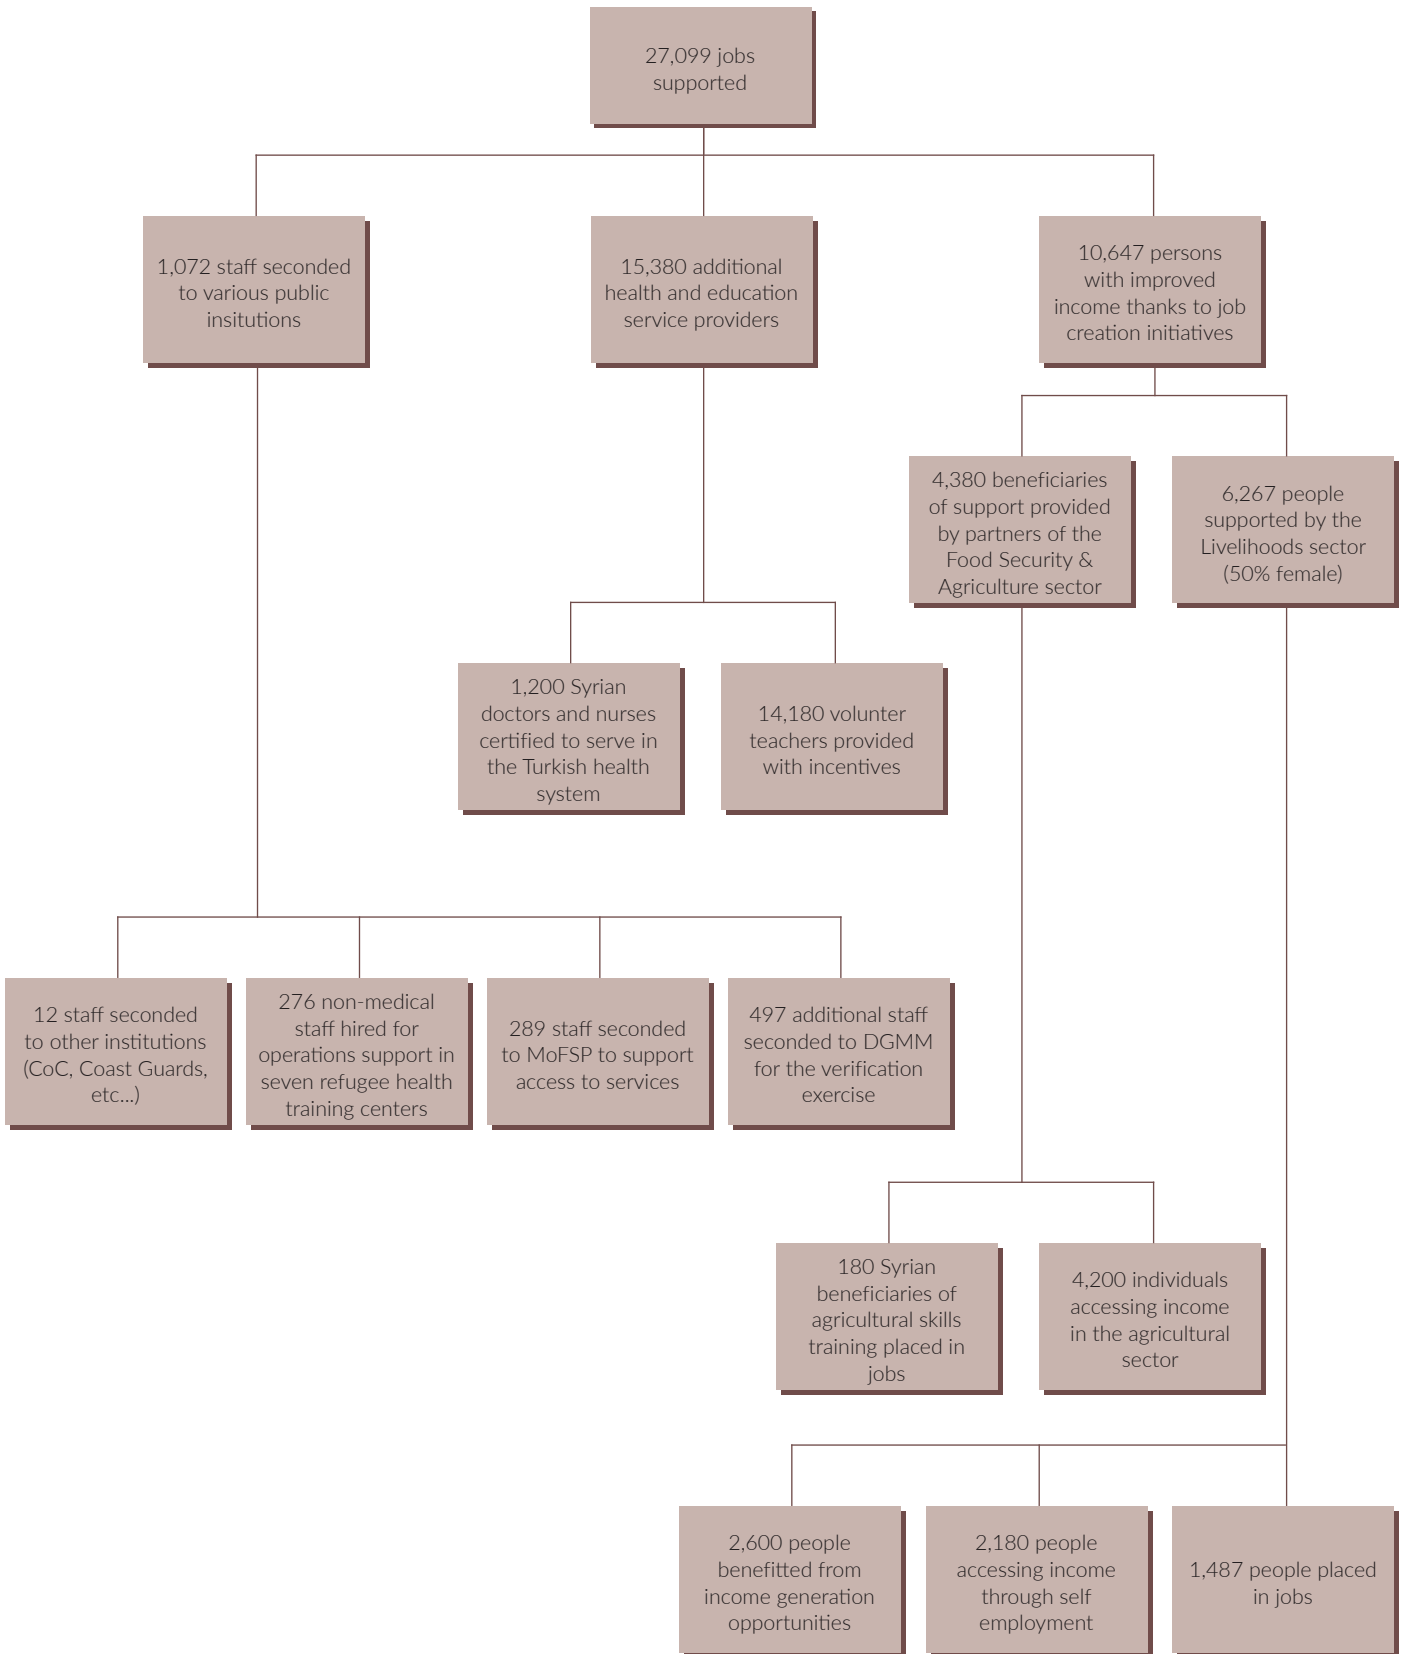 27,099 jobs
supported
1,072 staff seconded
to various public
insitutions
15,380 additional
health and education
service providers
10,647 persons
with improved
income thanks to job
creation initiatives
4,380 beneficiaries
of support provided
by partners of the
Food Security &
Agriculture sector
6,267 people
supported by the
Livelihoods sector
(50% female)
1,200 Syrian
doctors and nurses
certified to serve in
the Turkish health
system
14,180 volunter
teachers provided
with incentives
12 staff seconded
to other institutions
(CoC, Coast Guards,
etc...)
276 non-medical
staff hired for
operations support in
seven refugee health
training centers
289 staff seconded
to MoFSP to support
access to services
497 additional staff
seconded to DGMM
for the verification
exercise
180 Syrian
beneficiaries of
agricultural skills
training placed in
jobs
4,200 individuals
accessing income
in the agricultural
sector
2,600 people
benefitted from
income generation
opportunities
2,180 people
accessing income
through self
employment
1,487 people placed
in jobs